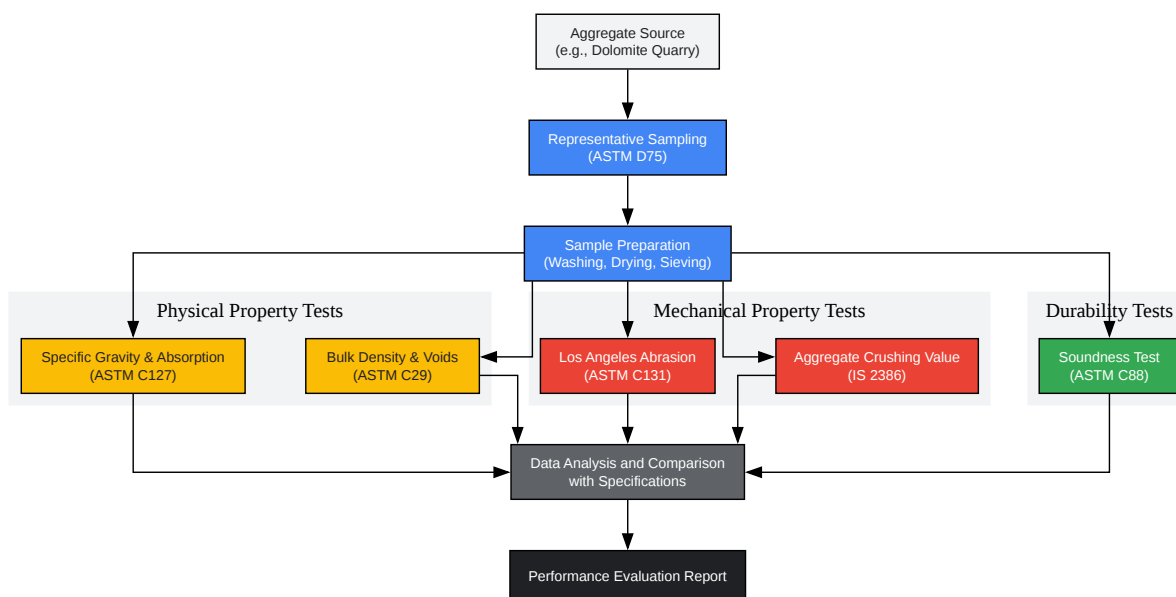 Aggregate Source
(e.g., Dolomite Quarry)
Representative Sampling
(ASTM D75)
Sample Preparation
(Washing, Drying, Sieving)
Physical Property Tests
Mechanical Property Tests
Durability Tests
Specific Gravity & Absorption
(ASTM C127)
Bulk Density & Voids
(ASTM C29)
Los Angeles Abrasion
(ASTM C131)
Aggregate Crushing Value
(IS 2386)
Soundness Test
(ASTM C88)
Data Analysis and Comparison
with Specifications
Performance Evaluation Report